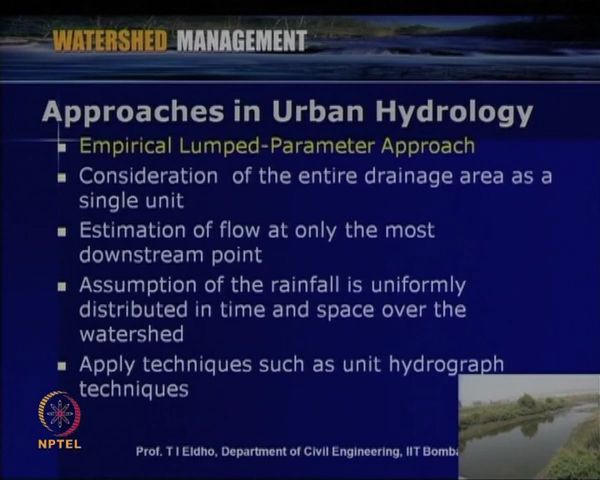 WATERSHED MANAGEMENT
Approaches in Urban Hydrology
Empirical Lumped-Parameter Approach
Consideration of the entire drainage area as a
single unit
Estimation of flow at only the most
downstream point
Assumption of the rainfall is uniformly
distributed in time and space over the
watershed
Apply techniques such as unit hydrograph
techniques
NPTEL
Prof. T I Eldho, Department of Civil Engineering, IIT Bomba